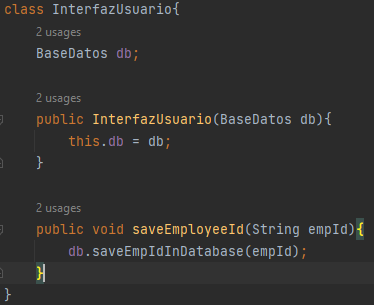 class InterfazUsuario{
2 usages
BaseDatos db;
2 usages
public InterfazUsuario(BaseDatos db){
this.db = db;
}
2 usages
public void saveEmployeeId(String empId){
db.saveEmpIdInDatabase(empId);
}
}